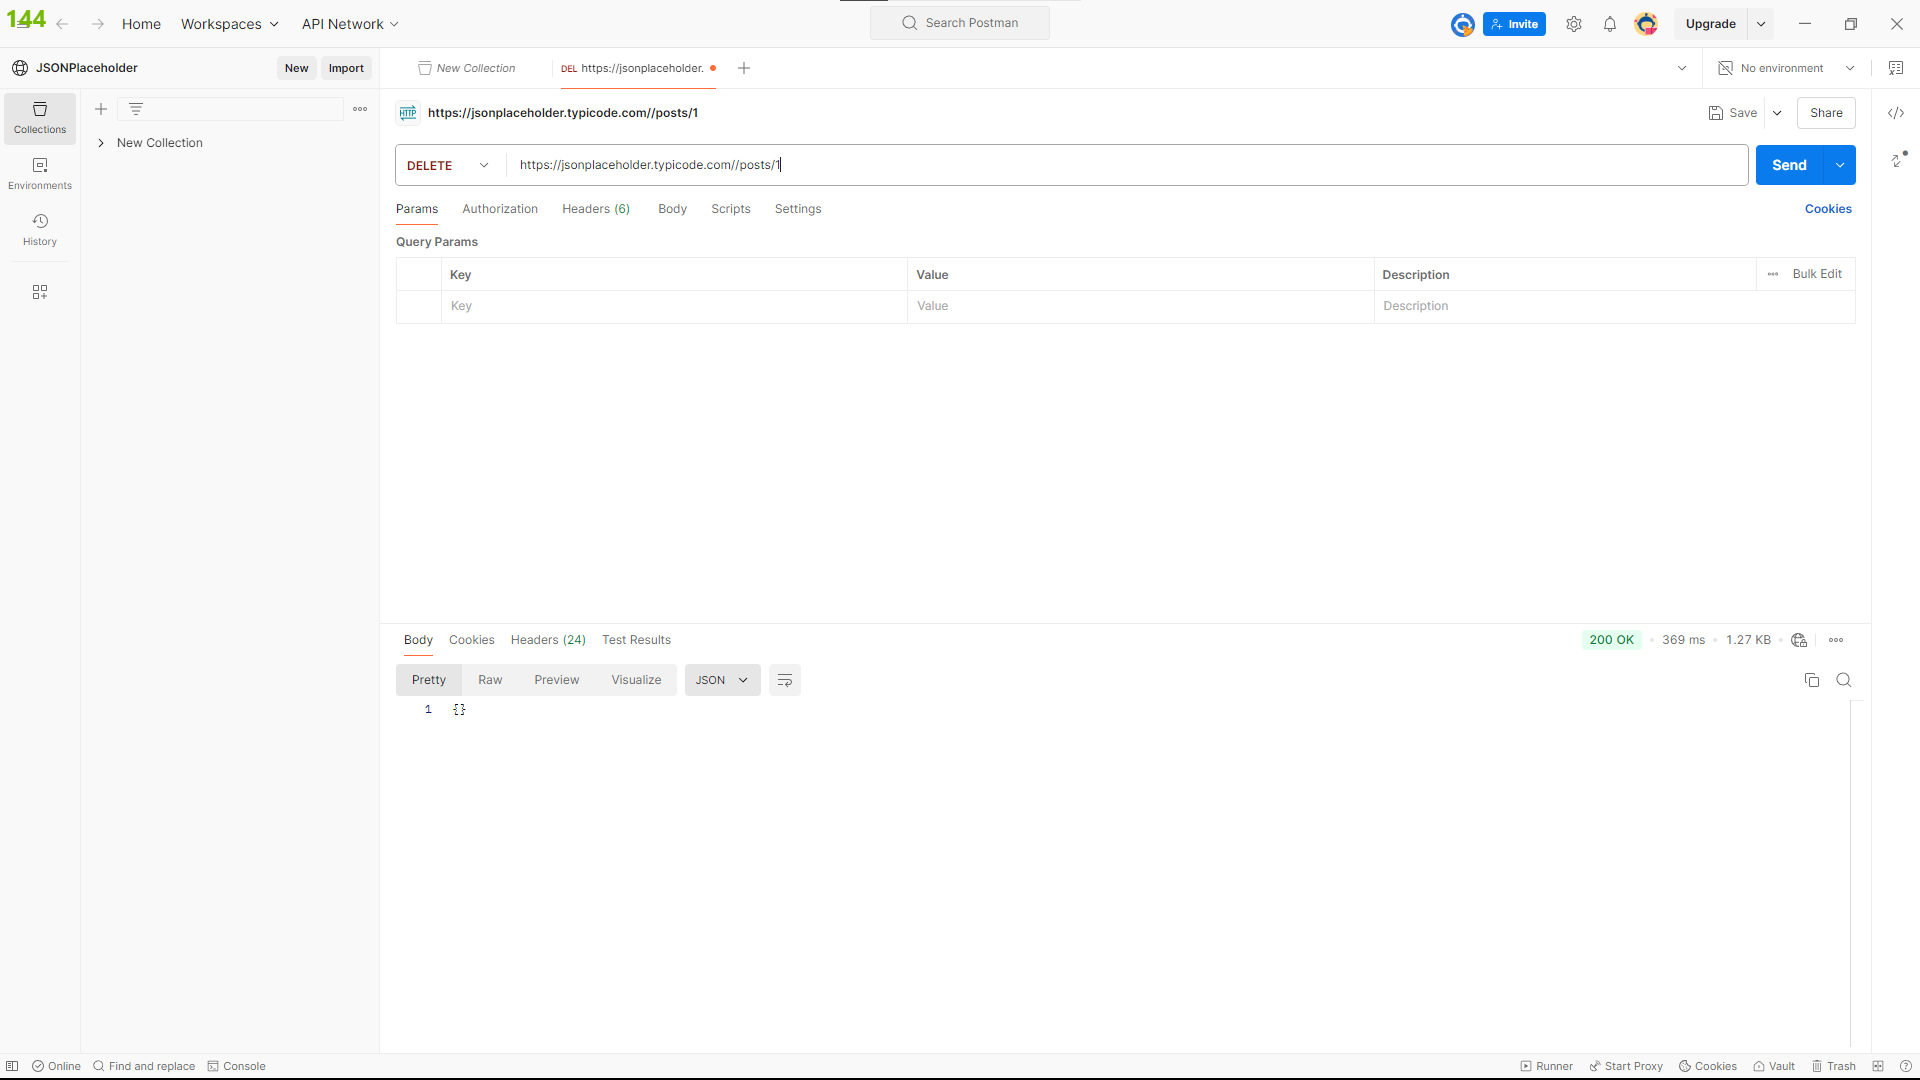 144
Home
Workspaces
API Network
Search Postman
Invite
Upgrade
JSONPlaceholder
New
Import
New Collection
DEL https://jsonplaceholder.
No environment
Collections
New Collection
Environments
History
HTTP
https://jsonplaceholder.typicode.com//posts/1
Save
Share
DELETE
https://jsonplaceholder.typicode.com//posts/1
Send
Params
Authorization
Headers (6)
Body
Scripts
Settings
Cookies
Query Params
Key
Value
Description
Bulk Edit
Key
Value
Description
Body
Cookies
Headers (24)
Test Results
200 OK
369 ms
1.27 KB
Pretty
Raw
Preview
Visualize
JSON
1 {}
Online
Find and replace
Console
Runner
Start Proxy
Cookies
Vault
Trash